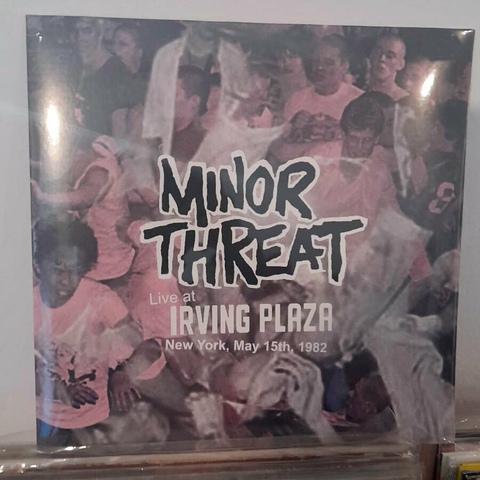 MINOR
THREAT
Live at
IRVING PLAZA
New York, May 15th, 1982